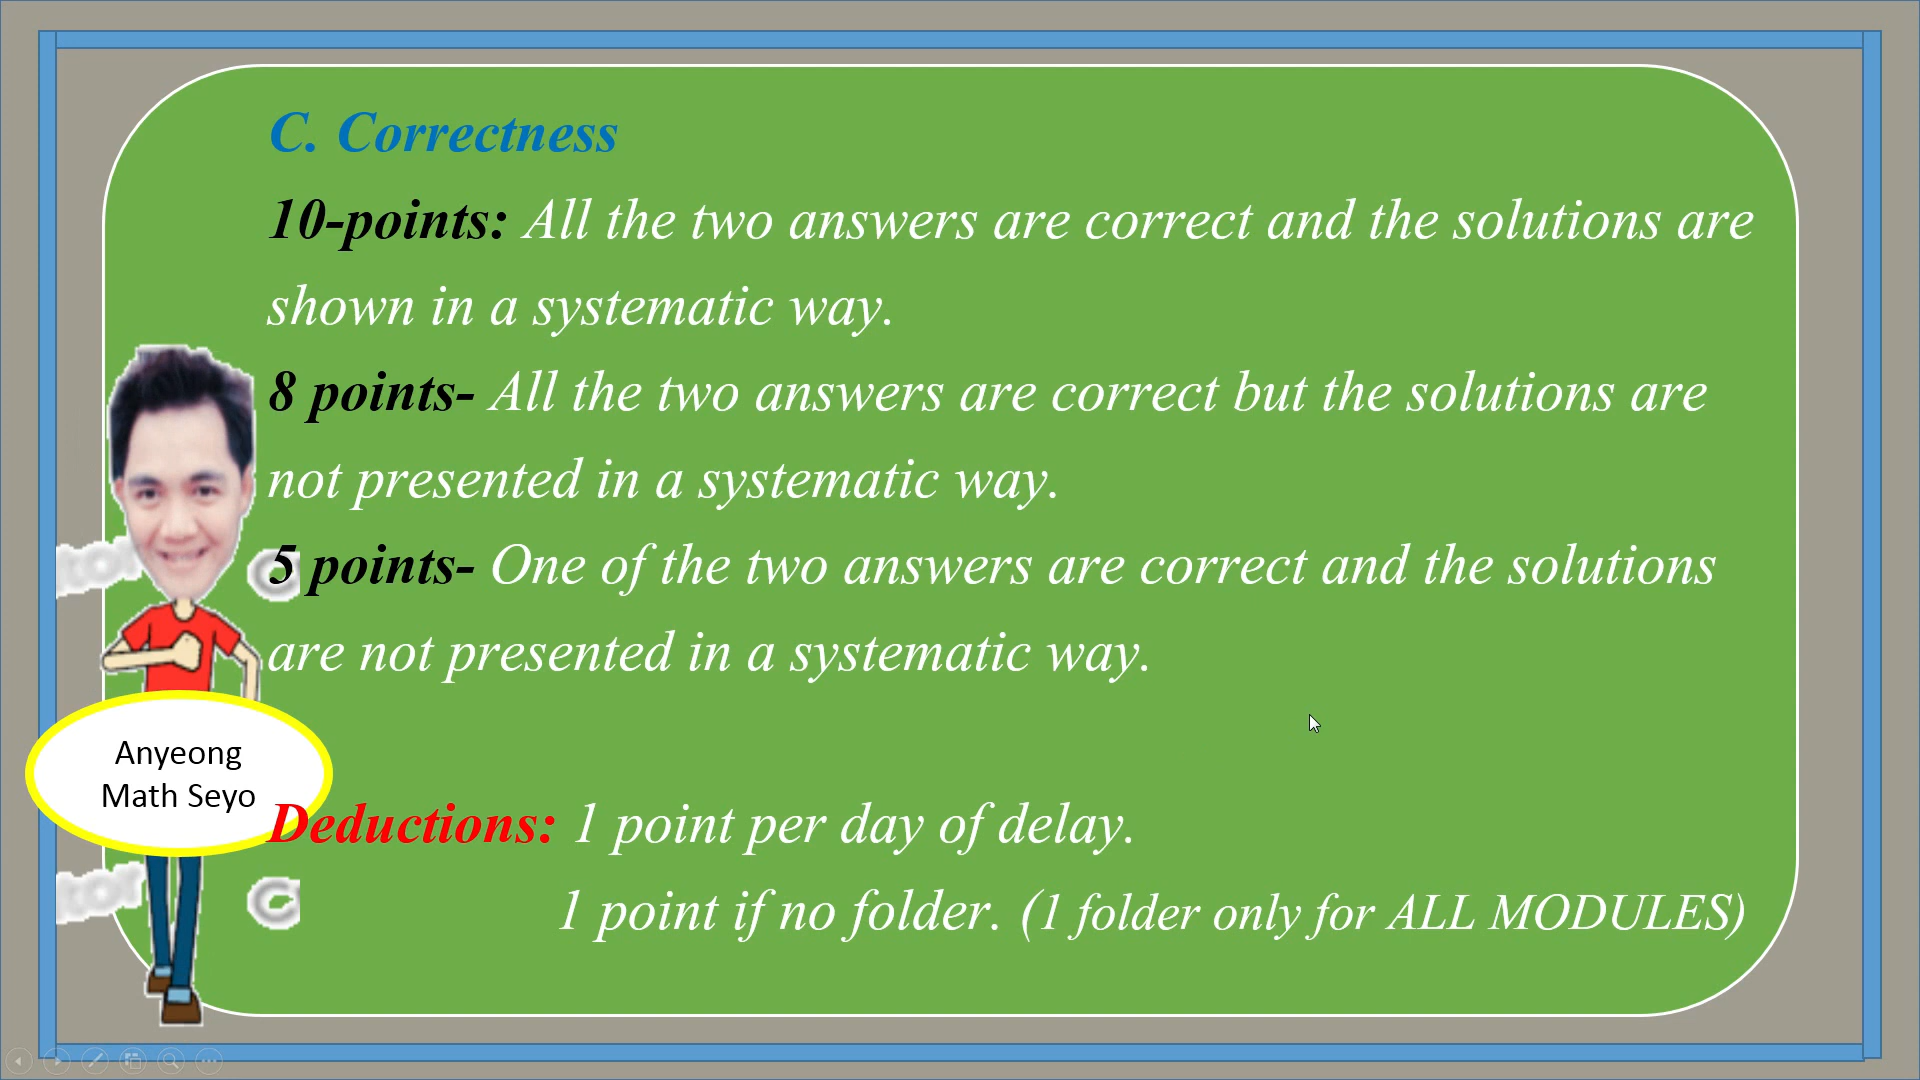 C. Correctness
10-points: All the two answers are correct and the solutions are
shown in a systematic way.
8 points- All the two answers are correct but the solutions are
not presented in a systematic way.
5 points- One of the two answers are correct and the solutions
are not presented in a systematic way.
Anyeong
Math Seyo
Deductions: 1 point per day of delay.
1 point if no folder. (1 folder only for ALL MODULES)